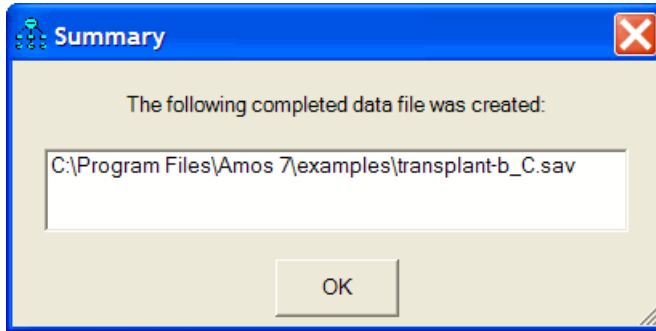 Summary
The following completed data file was created:
C:\Program Files\Amos 7\examples\transplant-b_C.sav
OK